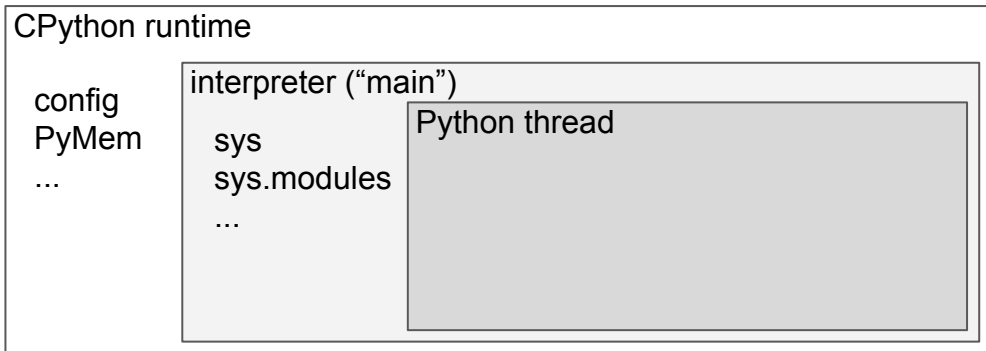 CPython runtime
config
PyMem
...
interpreter (“main”)
sys
sys.modules
...
Python thread